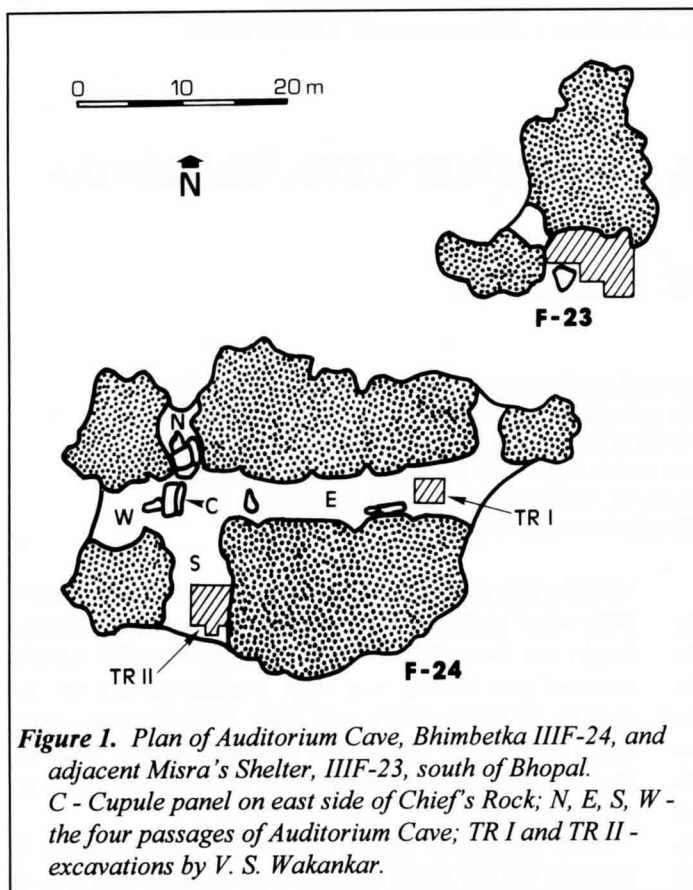 0 10 20 m
N
F-23
N
W C E
TR I
S
TR II
F-24
Figure 1. Plan of Auditorium Cave, Bhimbetka IIIF-24, and
adjacent Misra's Shelter, IIIF-23, south of Bhopal.
C - Cupule panel on east side of Chief's Rock; N, E, S, W -
the four passages of Auditorium Cave; TR I and TR II -
excavations by V. S. Wakankar.